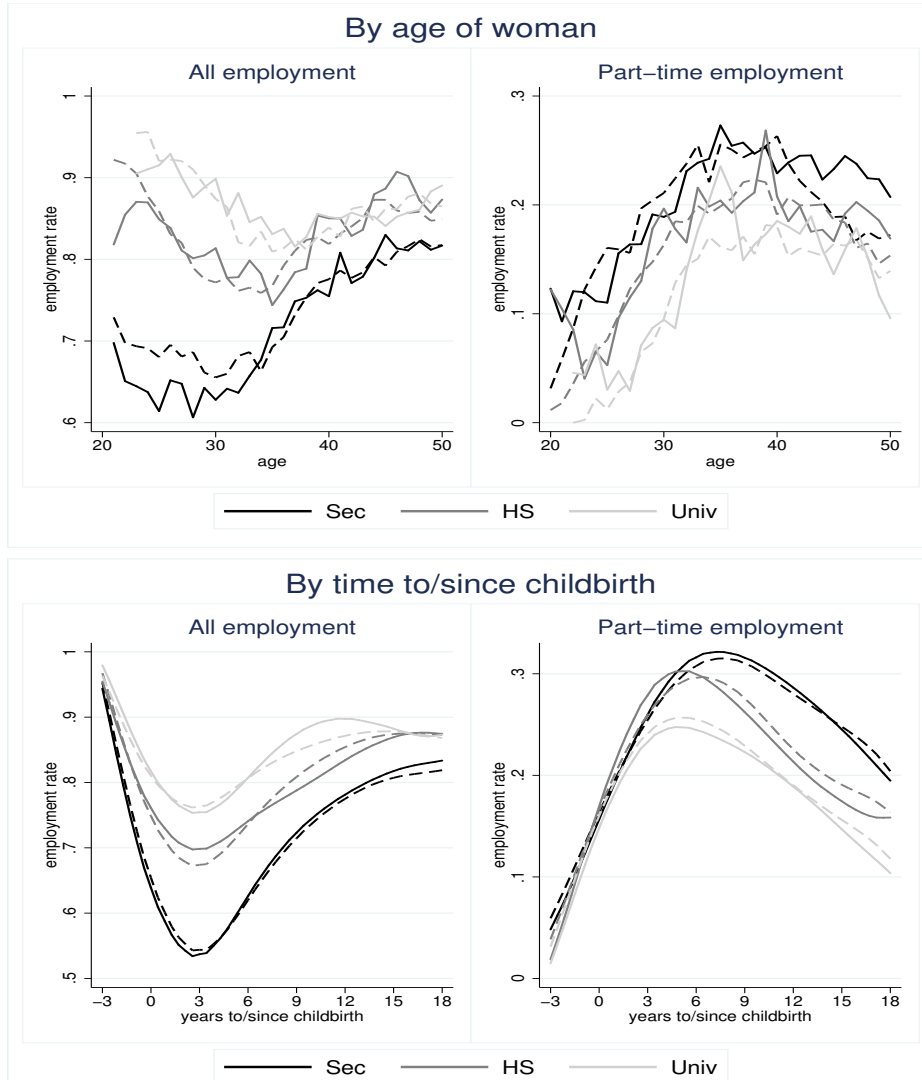 By age of woman
All employment
Part-time employment
employment rate
1
.9
.8
.7
.6
20 30 40 50
age
employment rate
.3
.2
.1
0
20 30 40 50
age
Sec HS Univ
By time to/since childbirth
All employment
Part-time employment
employment rate
1
.9
.8
.7
.6
.5
-3 0 3 6 9 12 15 18
years to/since childbirth
employment rate
.3
.2
.1
0
-3 0 3 6 9 12 15 18
years to/since childbirth
Sec HS Univ